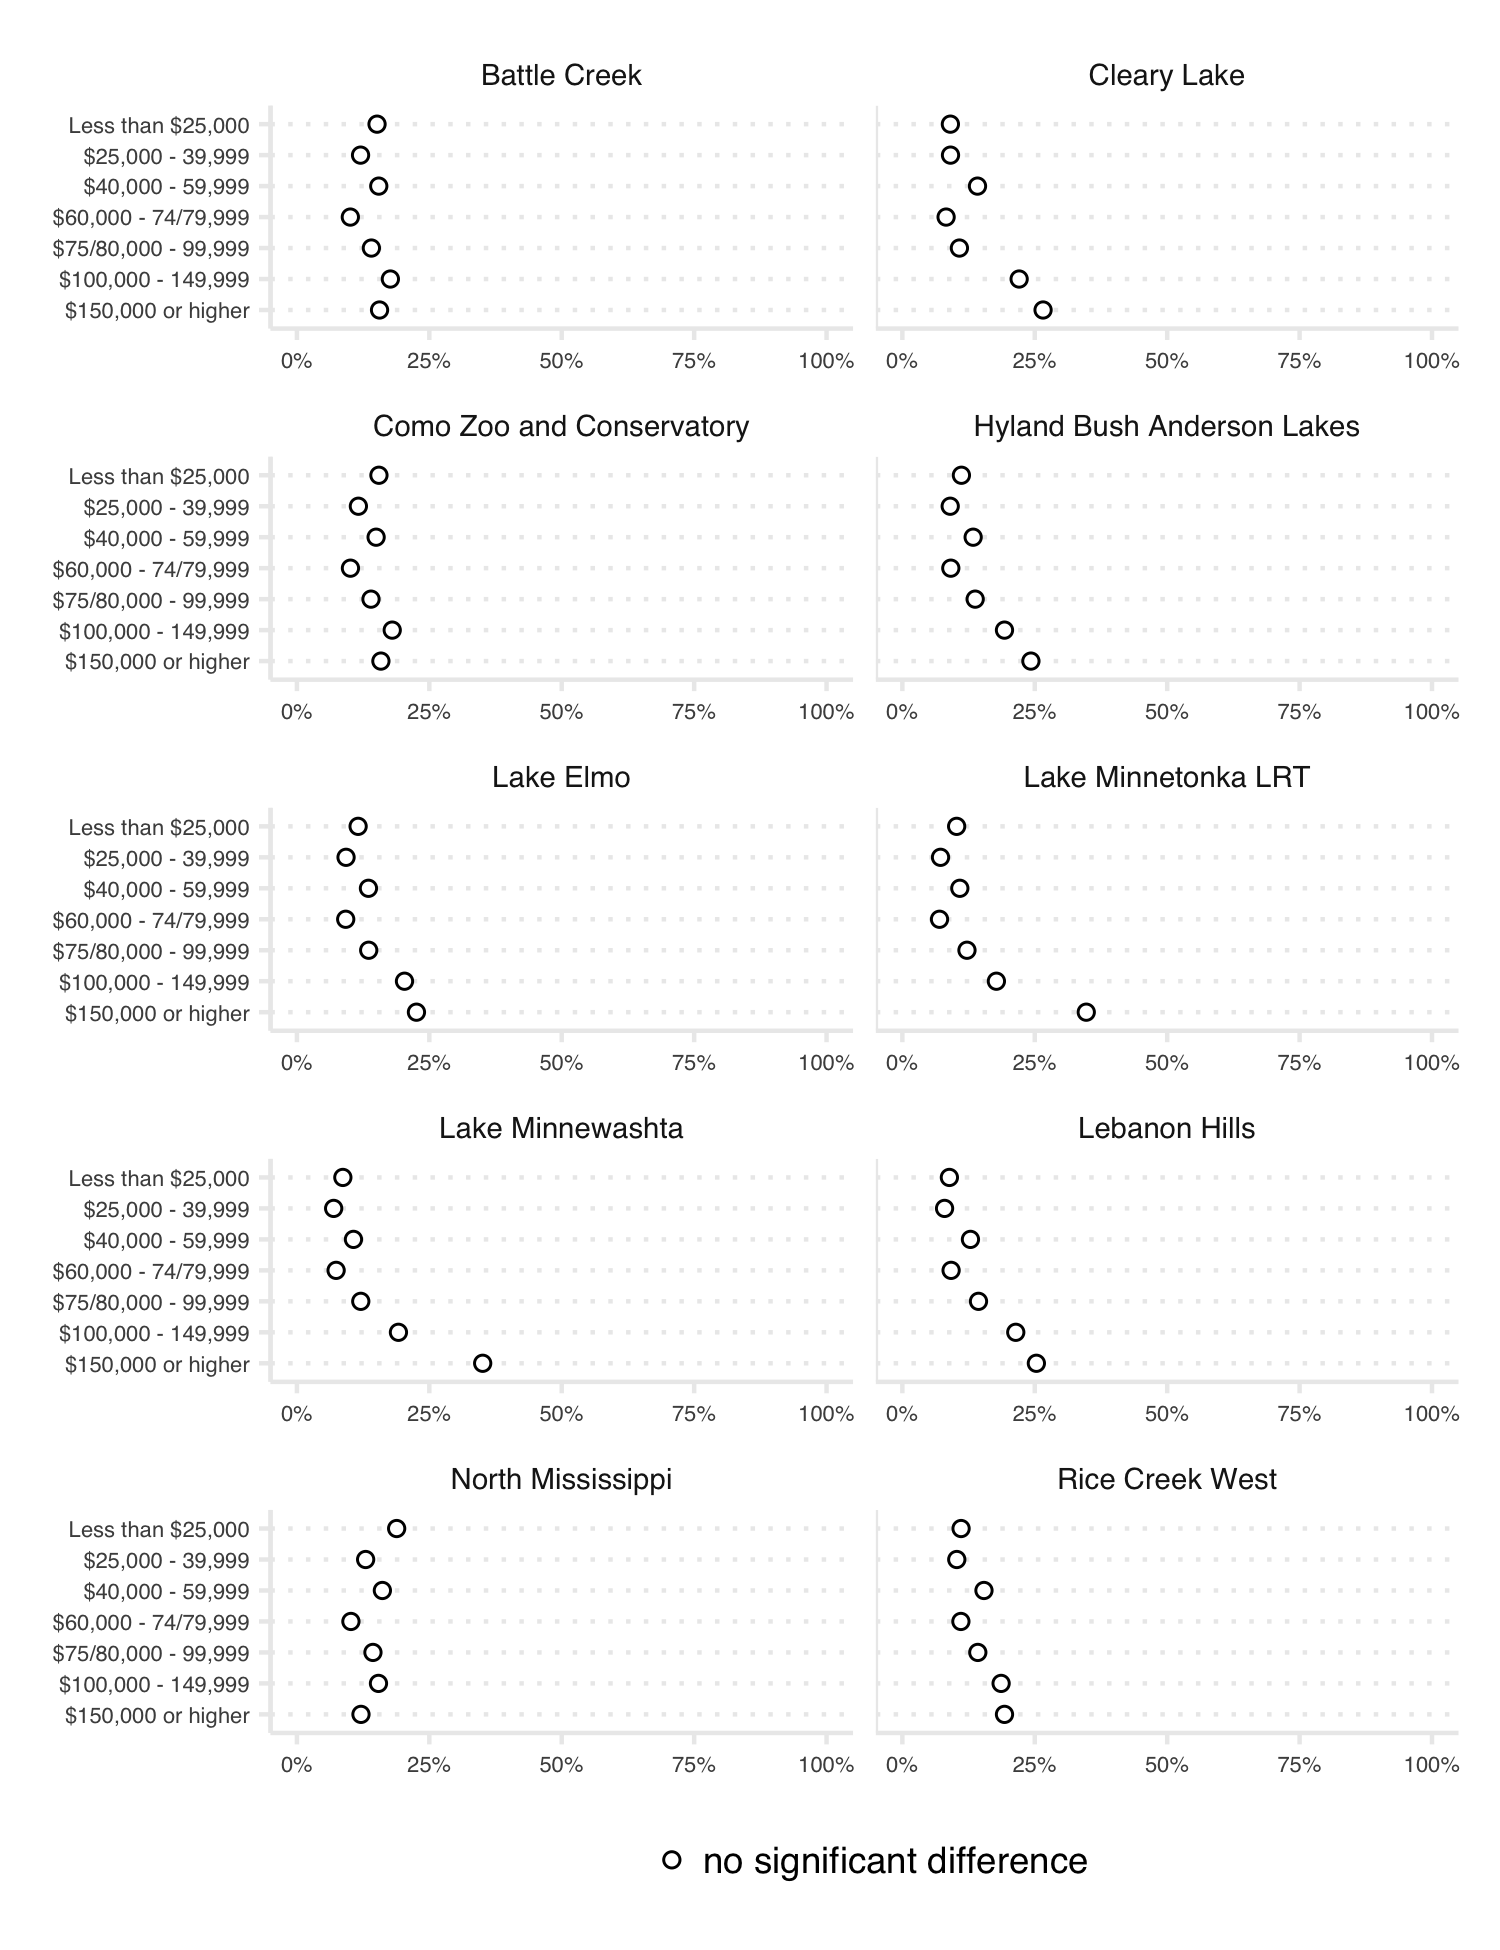 Battle Creek
Cleary Lake
Less than $25,000
$25,000 - 39,999
$40,000 - 59,999
$60,000 - 74/79,999
$75/80,000 - 99,999
$100,000 - 149,999
$150,000 or higher
0% 25% 50% 75% 100%
0% 25% 50% 75% 100%
Como Zoo and Conservatory
Hyland Bush Anderson Lakes
Less than $25,000
$25,000 - 39,999
$40,000 - 59,999
$60,000 - 74/79,999
$75/80,000 - 99,999
$100,000 - 149,999
$150,000 or higher
0% 25% 50% 75% 100%
0% 25% 50% 75% 100%
Lake Elmo
Lake Minnetonka LRT
Less than $25,000
$25,000 - 39,999
$40,000 - 59,999
$60,000 - 74/79,999
$75/80,000 - 99,999
$100,000 - 149,999
$150,000 or higher
0% 25% 50% 75% 100%
0% 25% 50% 75% 100%
Lake Minnewashta
Lebanon Hills
Less than $25,000
$25,000 - 39,999
$40,000 - 59,999
$60,000 - 74/79,999
$75/80,000 - 99,999
$100,000 - 149,999
$150,000 or higher
0% 25% 50% 75% 100%
0% 25% 50% 75% 100%
North Mississippi
Rice Creek West
Less than $25,000
$25,000 - 39,999
$40,000 - 59,999
$60,000 - 74/79,999
$75/80,000 - 99,999
$100,000 - 149,999
$150,000 or higher
0% 25% 50% 75% 100%
0% 25% 50% 75% 100%
no significant difference